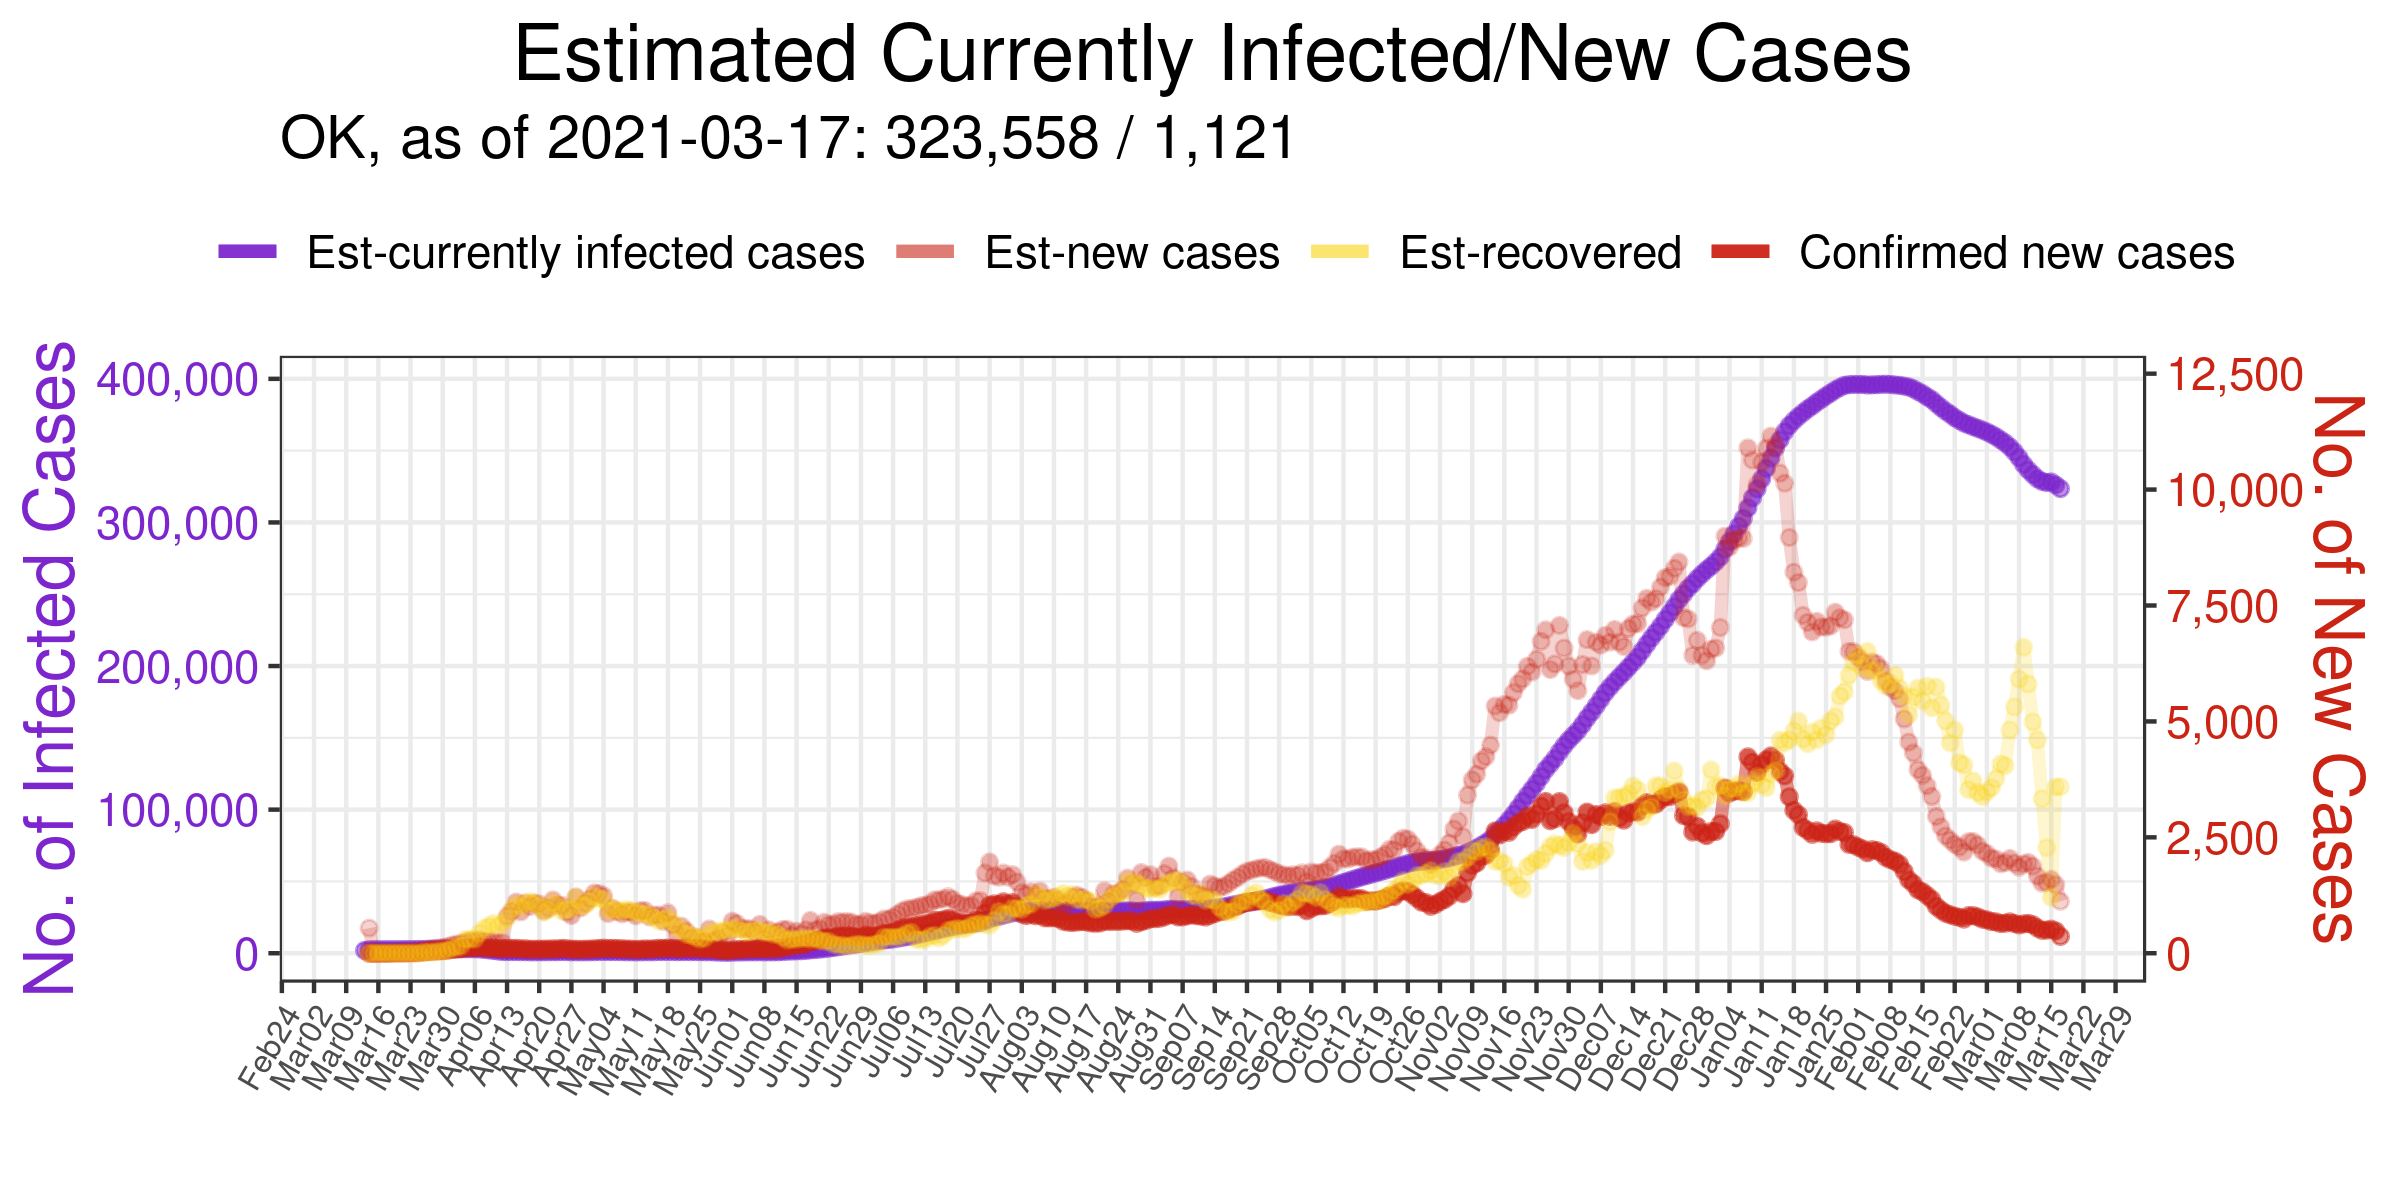 Estimated Currently Infected/New Cases
OK, as of 2021-03-17: 323,558 / 1,121
Est-currently infected cases Est-new cases Est-recovered Confirmed new cases
No. of Infected Cases
400,000
300,000
200,000
100,000
0
12,500
10,000
7,500
5,000
2,500
0
No. of New Cases
Feb24 Mar02 Mar09 Mar16 Mar23 Mar30 Apr06 Apr13 Apr20 Apr27 May04 May11 May18 May25 Jun01 Jun08 Jun15 Jun22 Jun29 Jul06 Jul13 Jul20 Jul27 Aug03 Aug10 Aug17 Aug24 Aug31 Sep07 Sep14 Sep21 Sep28 Oct05 Oct12 Oct19 Oct26 Nov02 Nov09 Nov16 Nov23 Nov30 Dec07 Dec14 Dec21 Dec28 Jan04 Jan11 Jan18 Jan25 Feb01 Feb08 Feb15 Feb22 Mar01 Mar08 Mar15 Mar22 Mar29